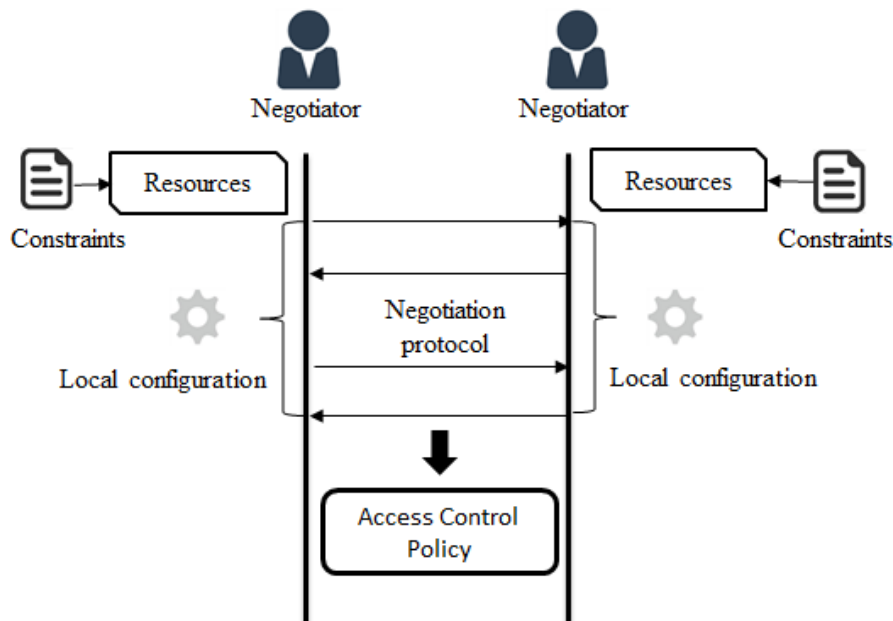 Negotiator
Negotiator
Resources
Resources
Constraints
Constraints
Negotiation
protocol
Local configuration
Local configuration
Access Control
Policy